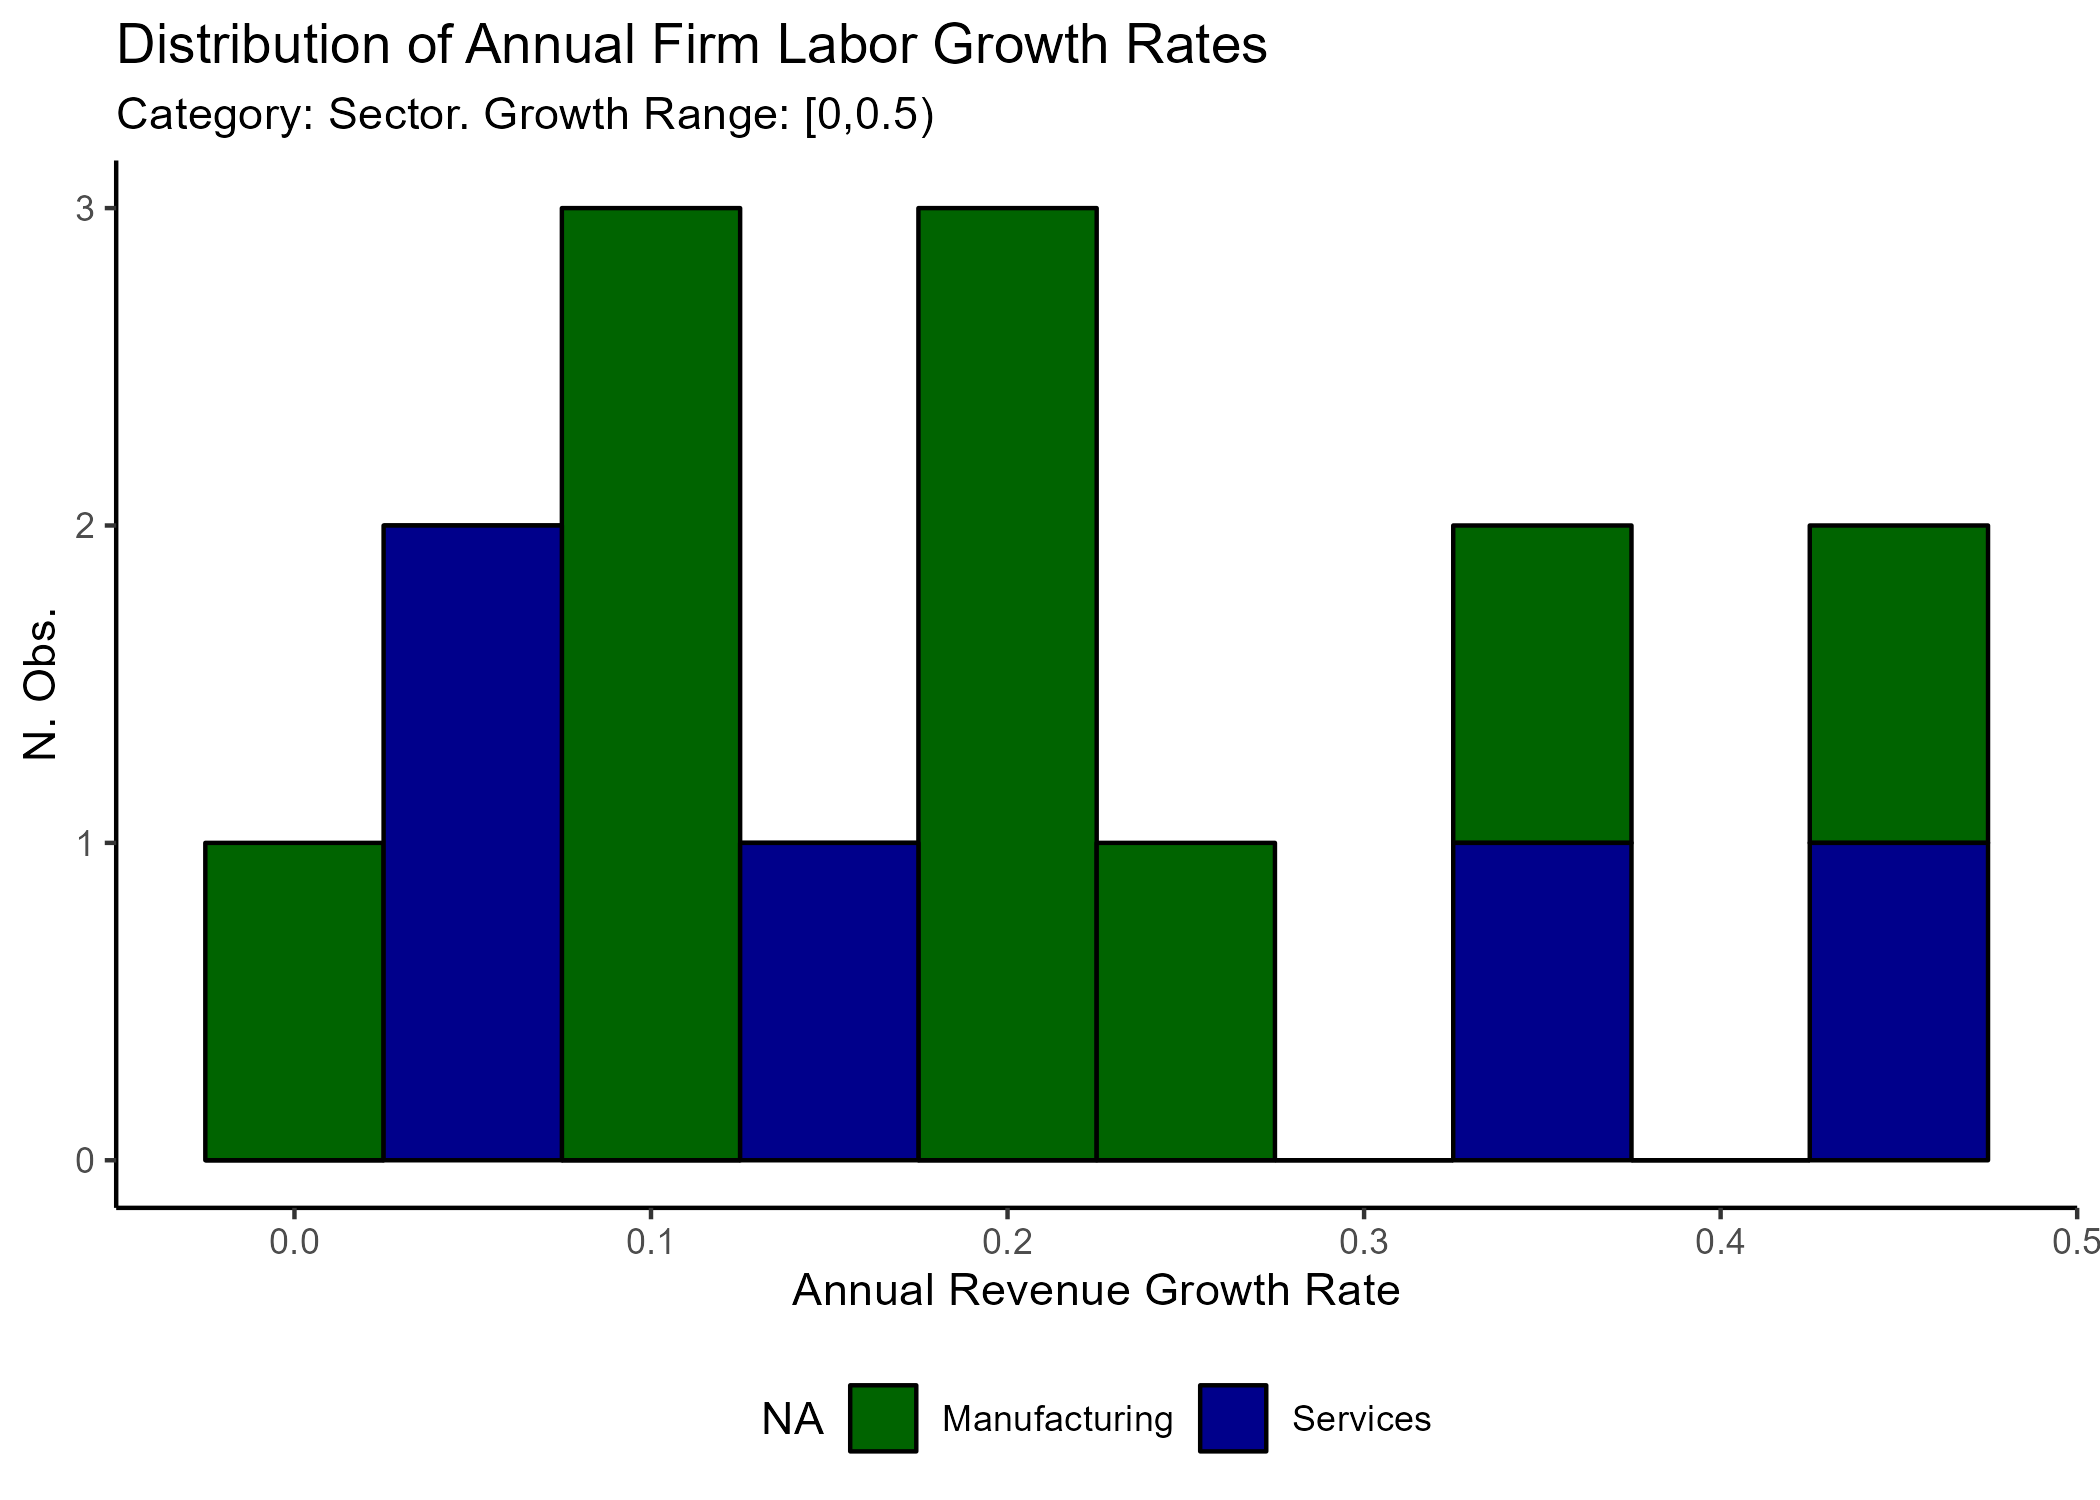 Distribution of Annual Firm Labor Growth Rates
Category: Sector. Growth Range: [0,0.5)
3
2
1
0
N. Obs.
0.0 0.1 0.2 0.3 0.4 0.5
Annual Revenue Growth Rate
NA Manufacturing Services